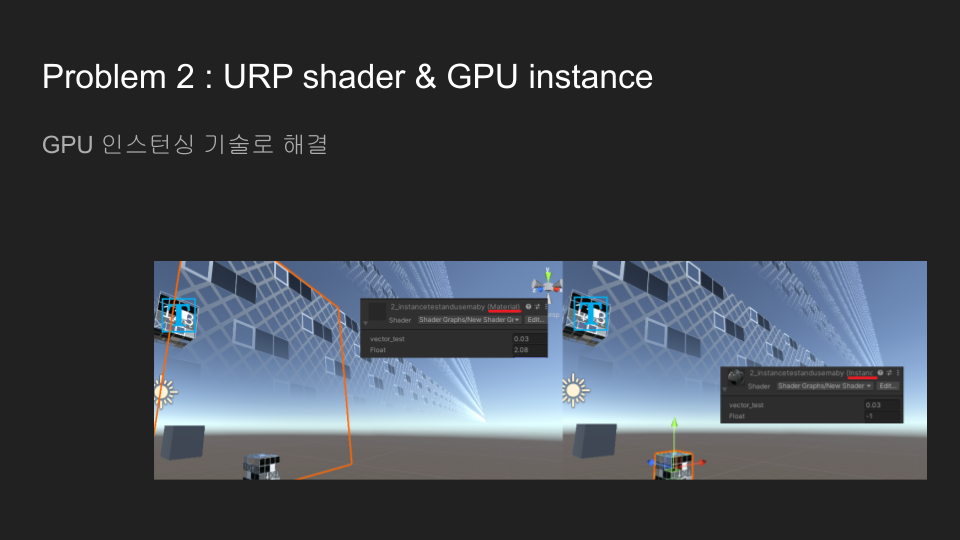 Problem 2 : URP shader & GPU instance
GPU 인스턴싱 기술로 해결
2_instancetestandusemaby (Material)
Shader Shader Graphs/New Shader Gr Edit...
vector_test 0.03
Float 2.08
2_instancetestandusemaby (Instanc
Shader Shader Graphs/New Shader Edit...
vector_test 0.03
Float -1